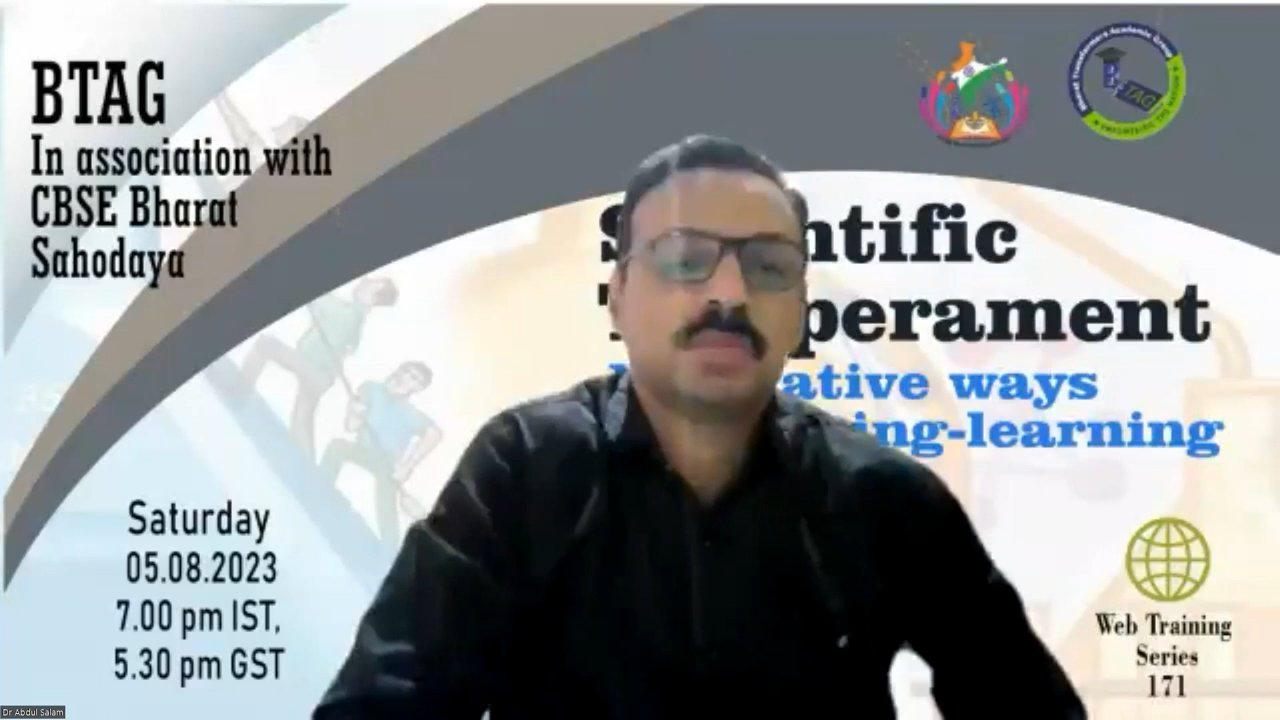 BTAG
In association with
CBSE Bharat
Sahodaya
ntific
perament
ative ways
ing-learning
Saturday
05.08.2023
7.00 pm IST,
5.30 pm GST
Web Training
Series
171
Dr Abdul Salam